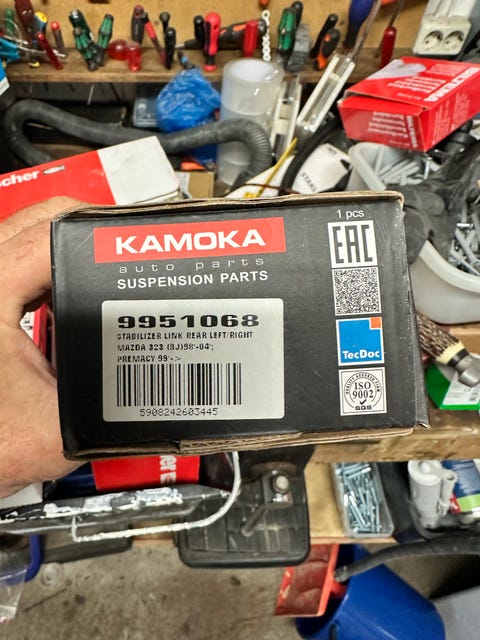 scher
KAMOKA
auto parts
SUSPENSION PARTS
1 pcs
EAC
9951068
STABILIZER LINK REAR LEFT/RIGHT
MAZDA 323 (BJ)98'-04';
PREMACY 99'->
5908242603445
TecDoc
ISO
9002
SGS